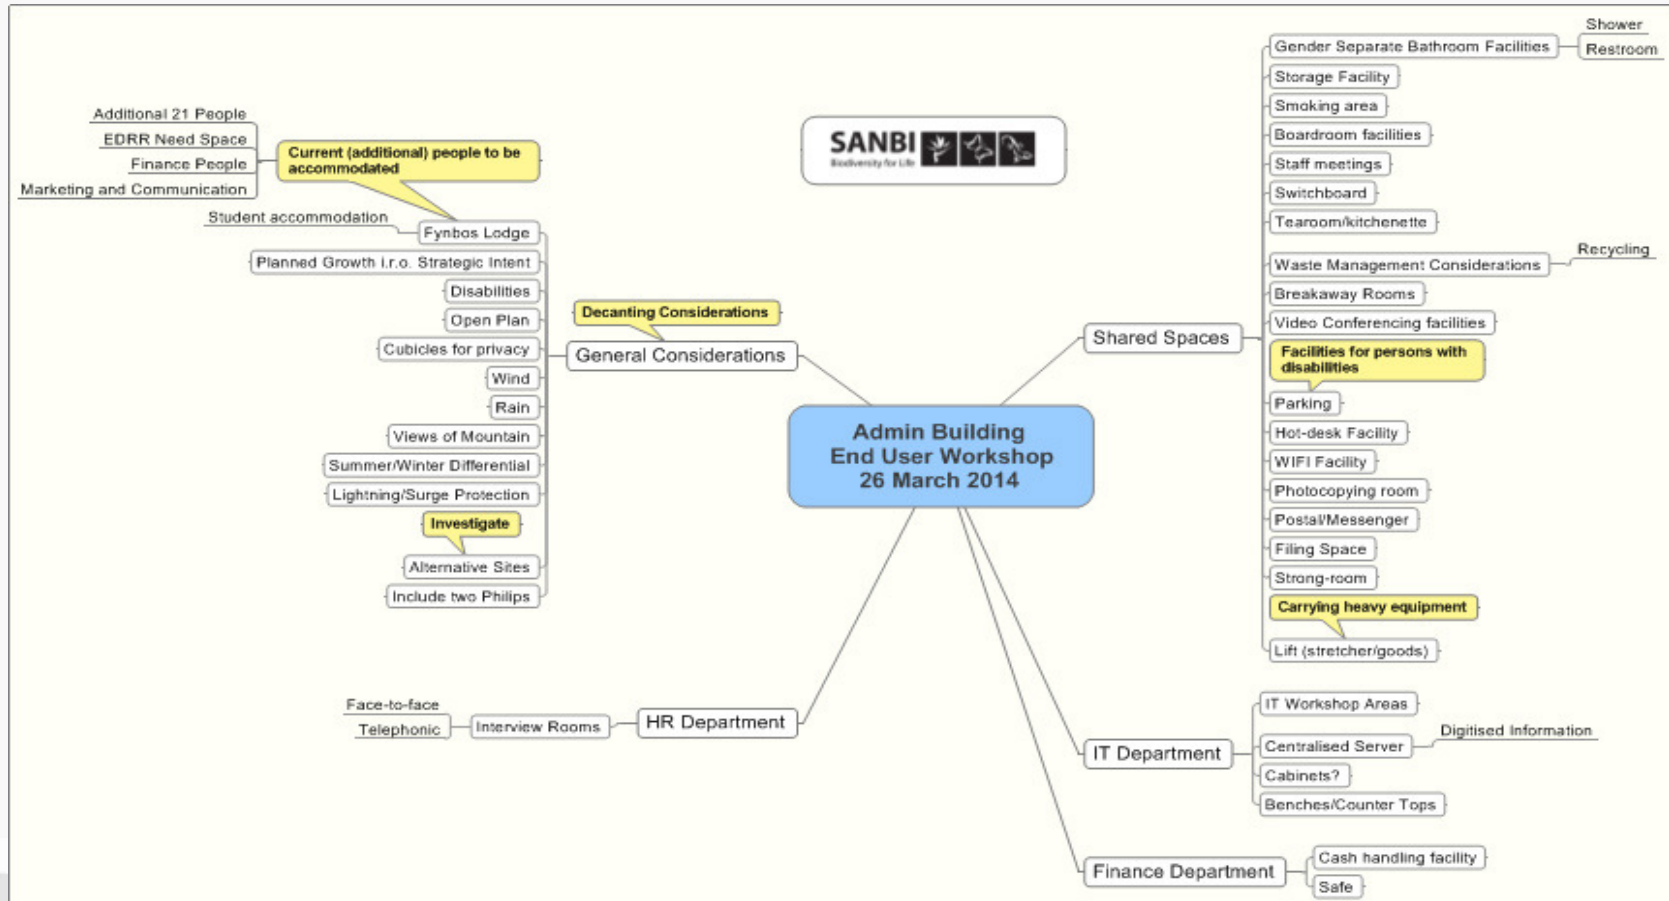 SANBI
Biodiversity for Life
Admin Building
End User Workshop
26 March 2014
Decanting Considerations
General Considerations
Current (additional) people to be
accommodated
Additional 21 People
EDRR Need Space
Finance People
Marketing and Communication
Fynbos Lodge
Student accommodation
Planned Growth i.r.o. Strategic Intent
Disabilities
Open Plan
Cubicles for privacy
Wind
Rain
Views of Mountain
Summer/Winter Differential
Lightning/Surge Protection
Investigate
Alternative Sites
Include two Philips
Shared Spaces
Gender Separate Bathroom Facilities
Shower
Restroom
Storage Facility
Smoking area
Boardroom facilities
Staff meetings
Switchboard
Tearoom/kitchenette
Waste Management Considerations
Recycling
Breakaway Rooms
Video Conferencing facilities
Facilities for persons with
disabilities
Parking
Hot-desk Facility
WIFI Facility
Photocopying room
Postal/Messenger
Filing Space
Strong-room
Carrying heavy equipment
Lift (stretcher/goods)
HR Department
Interview Rooms
Face-to-face
Telephonic
IT Department
IT Workshop Areas
Centralised Server
Digitised Information
Cabinets?
Benches/Counter Tops
Finance Department
Cash handling facility
Safe